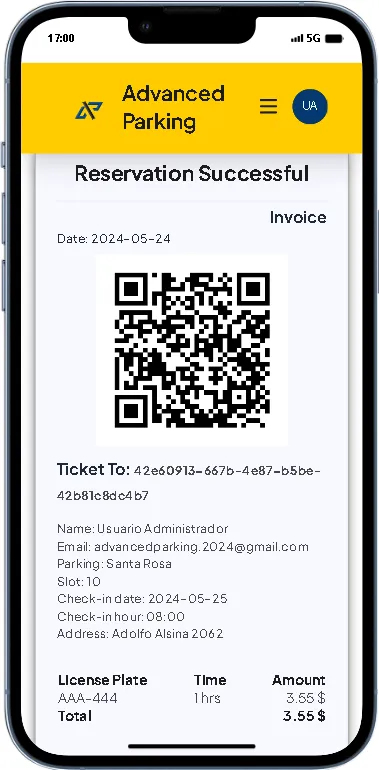 17:00 5G
Advanced
Parking
UA
Reservation Successful
Invoice
Date: 2024-05-24
Ticket To: 42e60913-667b-4e87-b5be-
42b81c8dc4b7
Name: Usuario Administrador
Email: advancedparking.2024@gmail.com
Parking: Santa Rosa
Slot: 10
Check-in date: 2024-05-25
Check-in hour: 08:00
Address: Adolfo Alsina 2062
License Plate Time Amount
AAA-444 1 hrs 3.55 $
Total 3.55 $